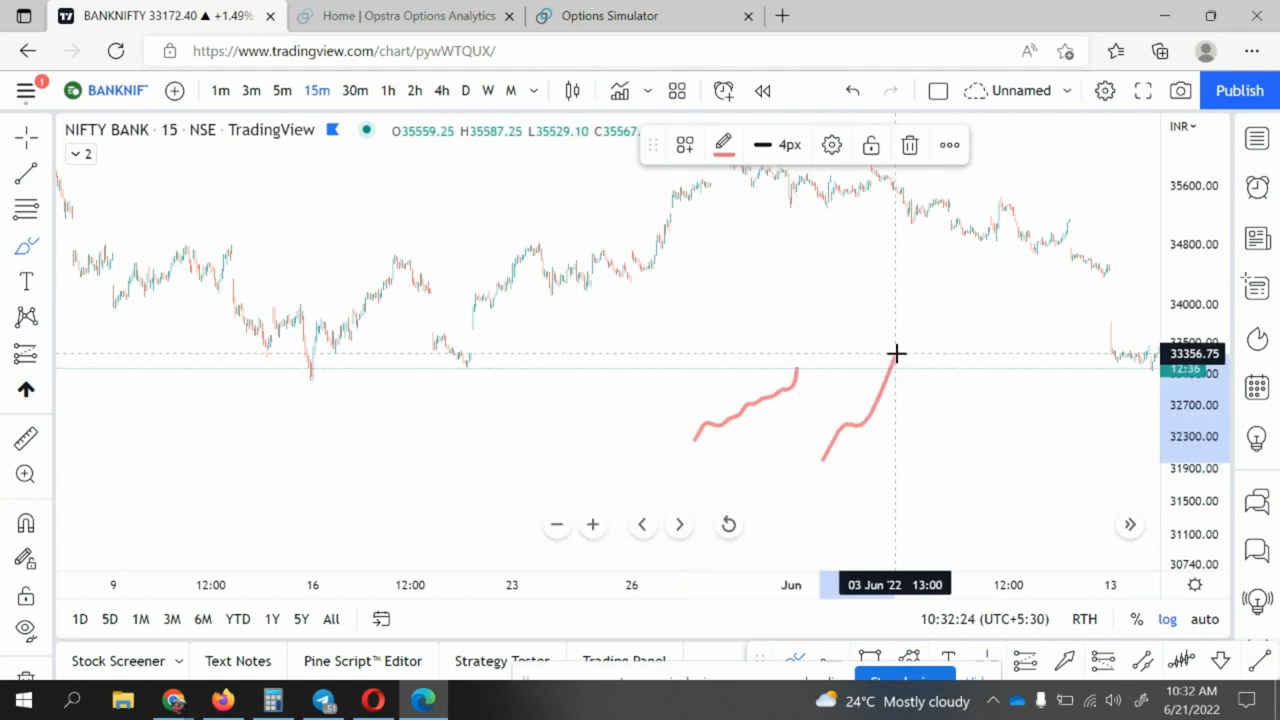 BANKNIFTY 33172.40 ▲ +1.49%
Home | Opstra Options Analytics
Options Simulator
https://www.tradingview.com/chart/pywWTQUX/
1
BANKNIF
1m 3m 5m 15m 30m 1h 2h 4h D W M
Unnamed
Publish
NIFTY BANK · 15 · NSE · TradingView
O35559.25 H35587.25 L35529.10 C35567.
4px
INR
2
35600.00
34800.00
34000.00
33356.75
12:36
32700.00
32300.00
31900.00
31500.00
31100.00
30740.00
9 12:00 16 12:00 23 26 Jun 03 Jun '22 13:00 12:00 13
1D 5D 1M 3M 6M YTD 1Y 5Y All
10:32:24 (UTC+5:30) RTH % log auto
Stock Screener Text Notes Pine Script™ Editor Strategy Tester Trading Panel
24°C Mostly cloudy
10:32 AM
6/21/2022